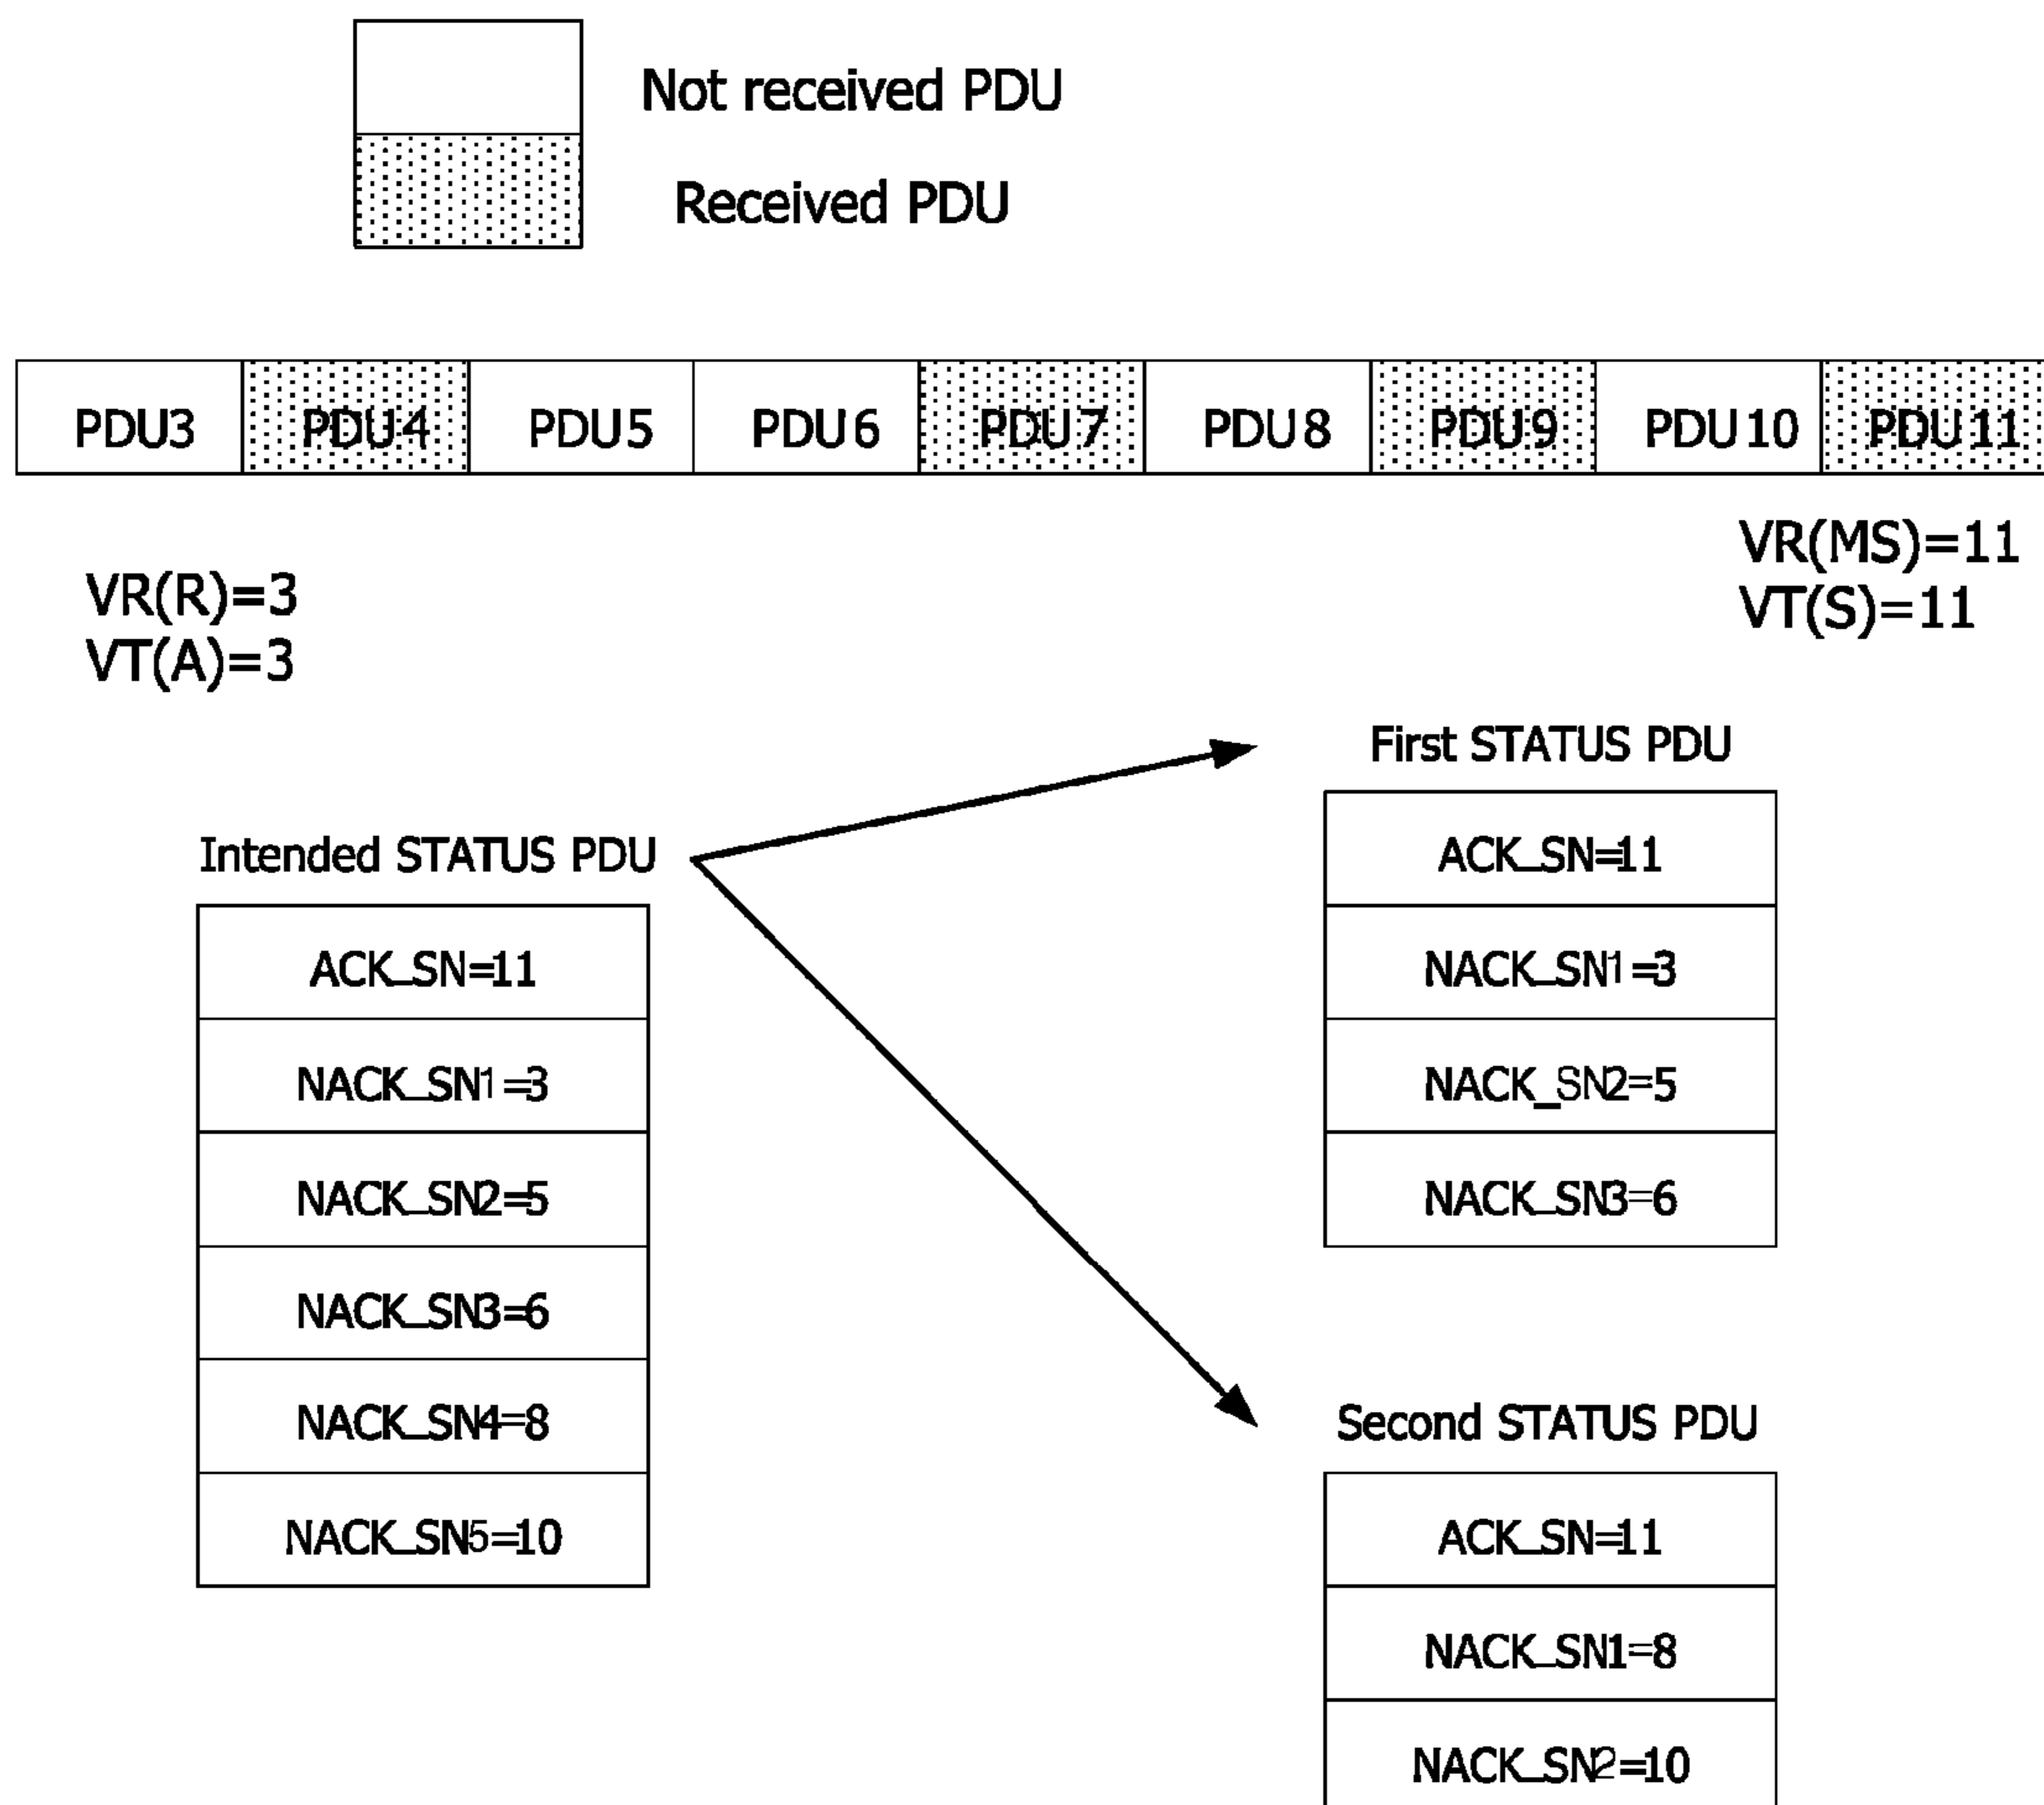 Not received PDU
Received PDU
PDU3 PDU4 PDU5 PDU6 PDU7 PDU8 PDU9 PDU10 PDU11
VR(R)=3
VT(A)=3
VR(MS)=11
VT(S)=11
Intended STATUS PDU
ACK_SN=11
NACK_SN1=3
NACK_SN2=5
NACK_SN3=6
NACK_SN4=8
NACK_SN5=10
First STATUS PDU
ACK_SN=11
NACK_SN1=3
NACK_SN2=5
NACK_SN3=6
Second STATUS PDU
ACK_SN=11
NACK_SN1=8
NACK_SN2=10